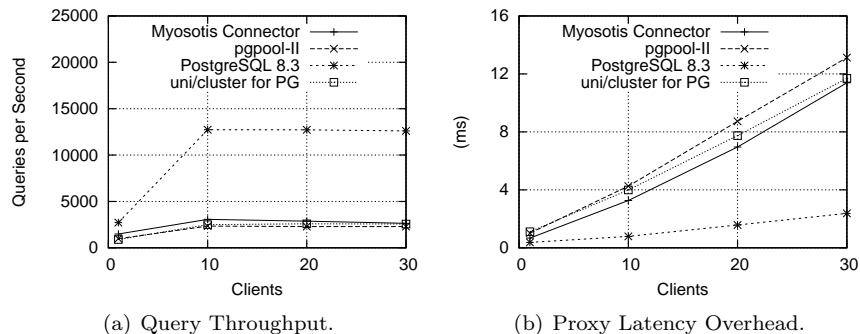 Queries per Second
25000
20000
15000
10000
5000
0
0 10 20 30
Clients
Myosotis Connector
pgpool-II
PostgreSQL 8.3
uni/cluster for PG
(a) Query Throughput.
(ms)
16
12
8
4
0
0 10 20 30
Clients
Myosotis Connector
pgpool-II
PostgreSQL 8.3
uni/cluster for PG
(b) Proxy Latency Overhead.